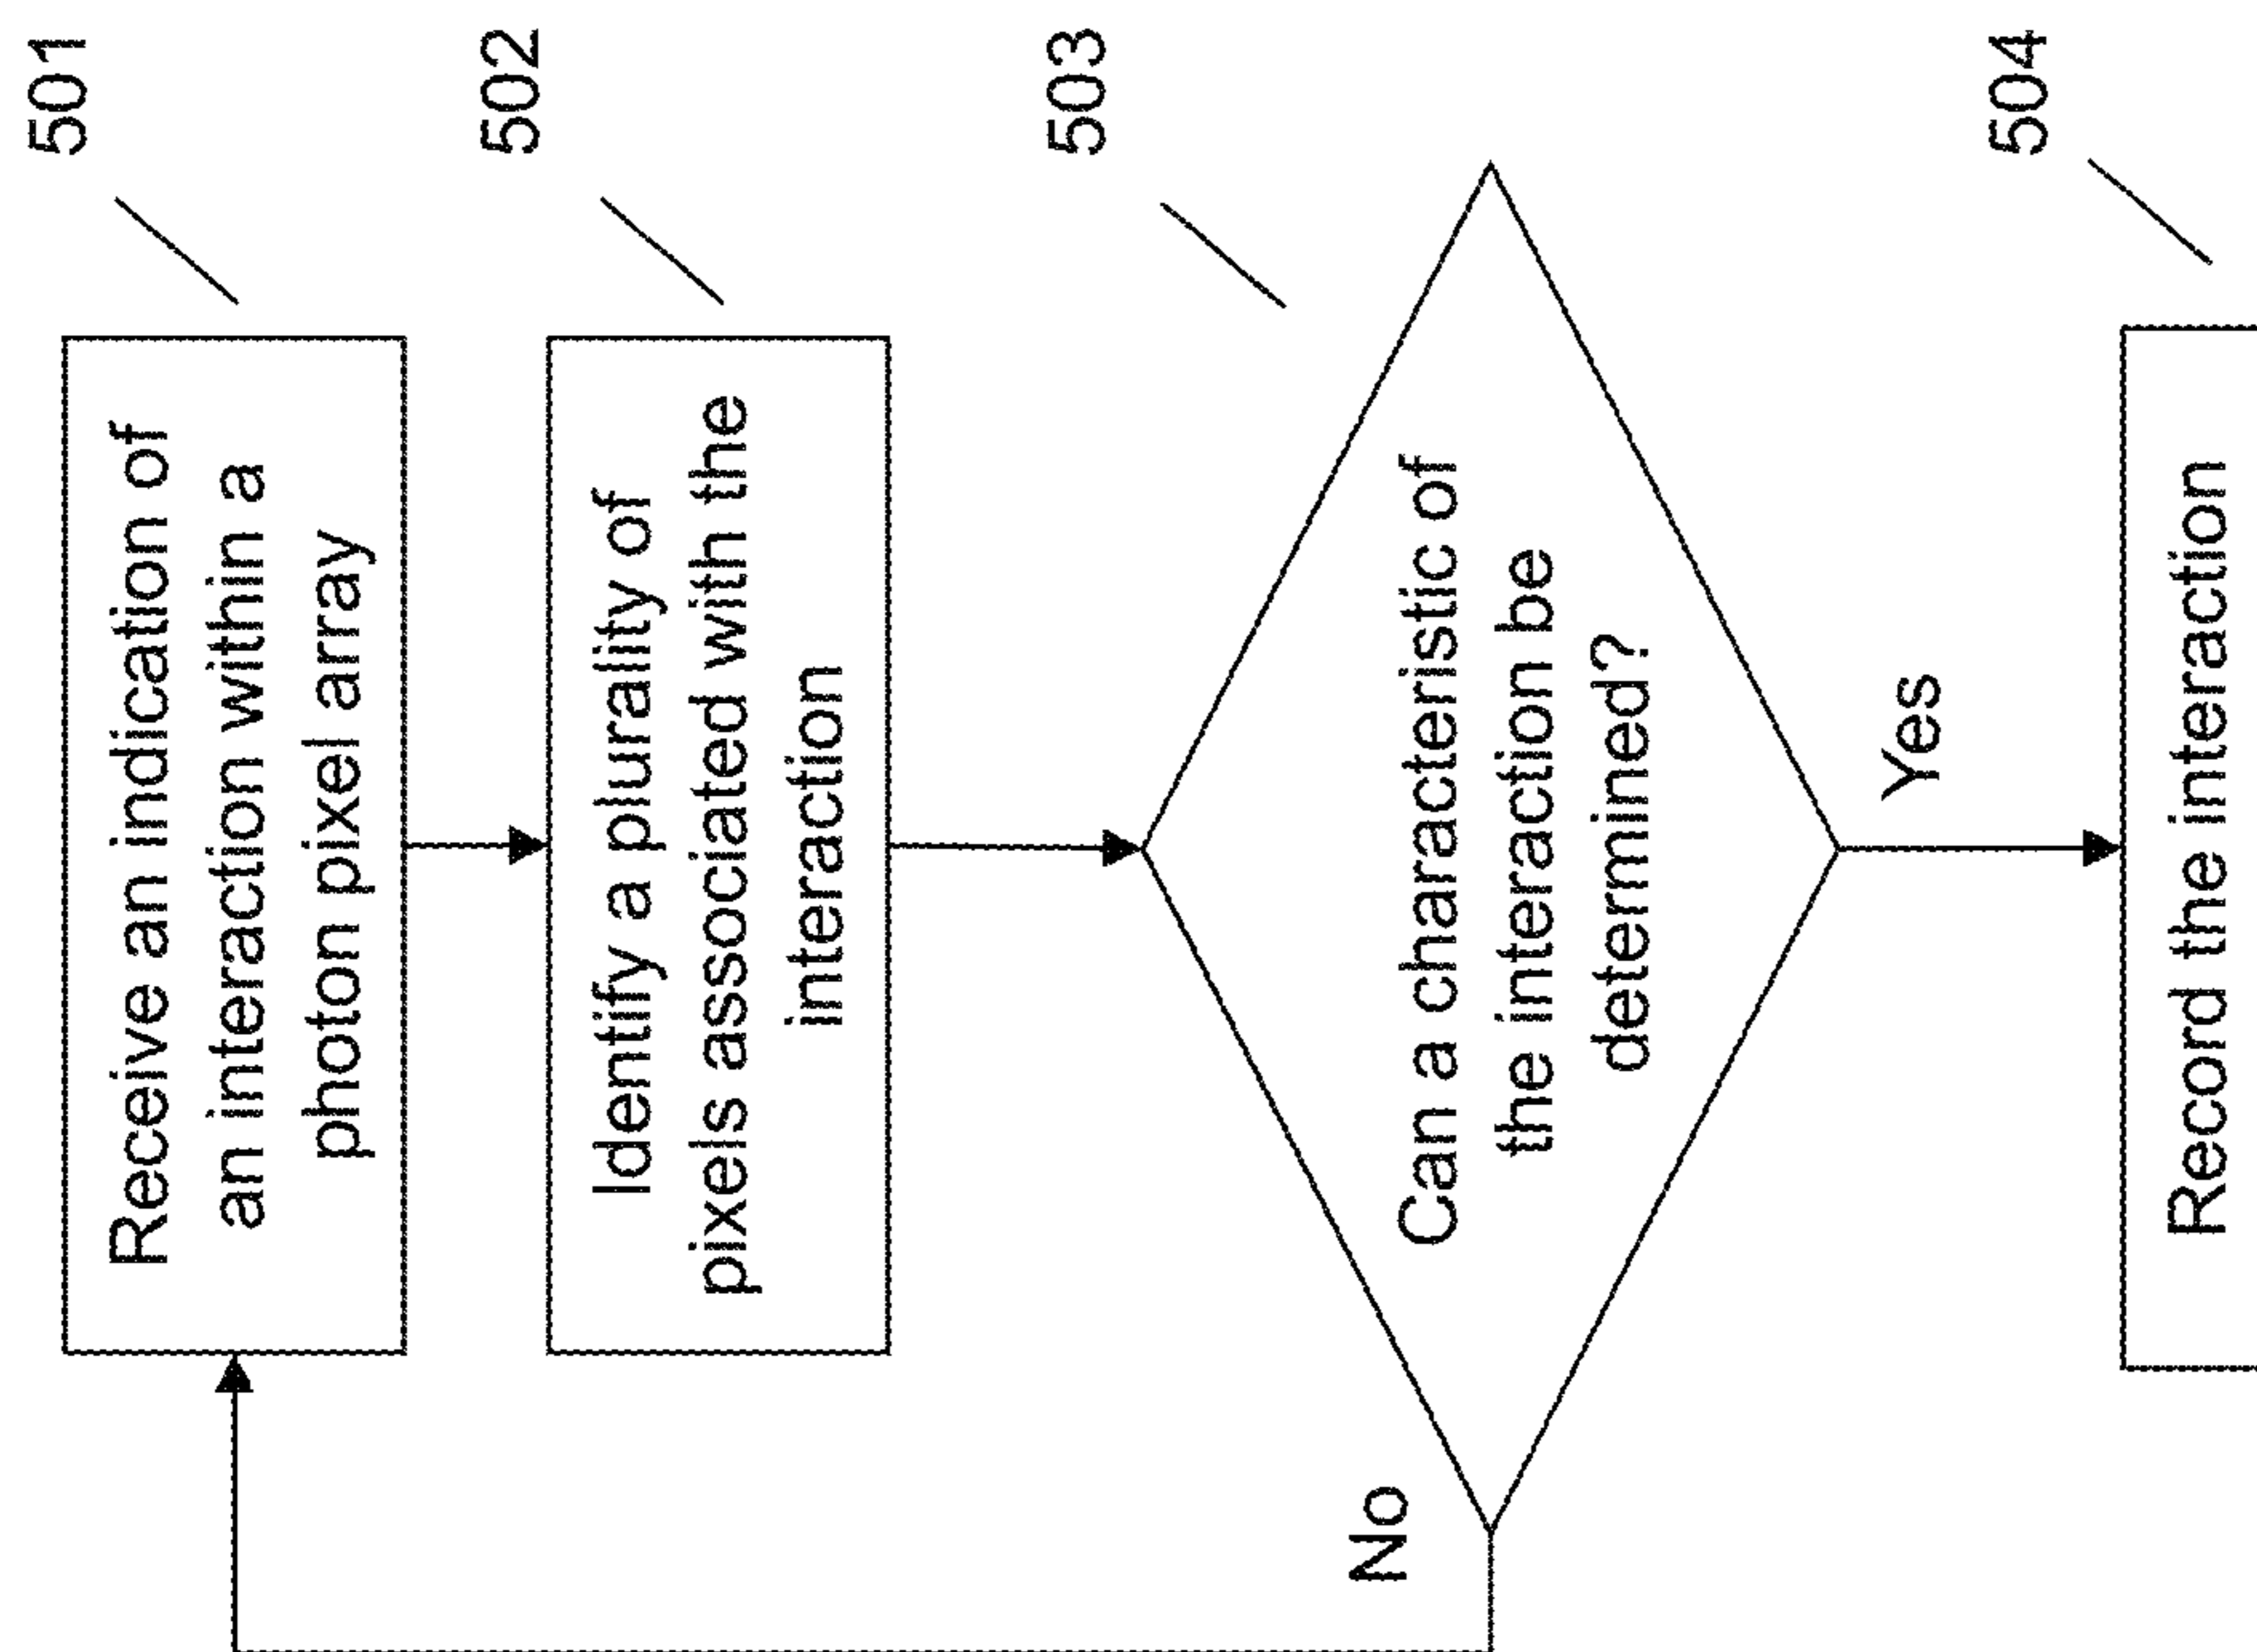 501
Receive an indication of
an interaction within a
photon pixel array
502
Identify a plurality of
pixels associated with the
interaction
503
Can a characteristic of
the interaction be
determined?
No
Yes
504
Record the interaction